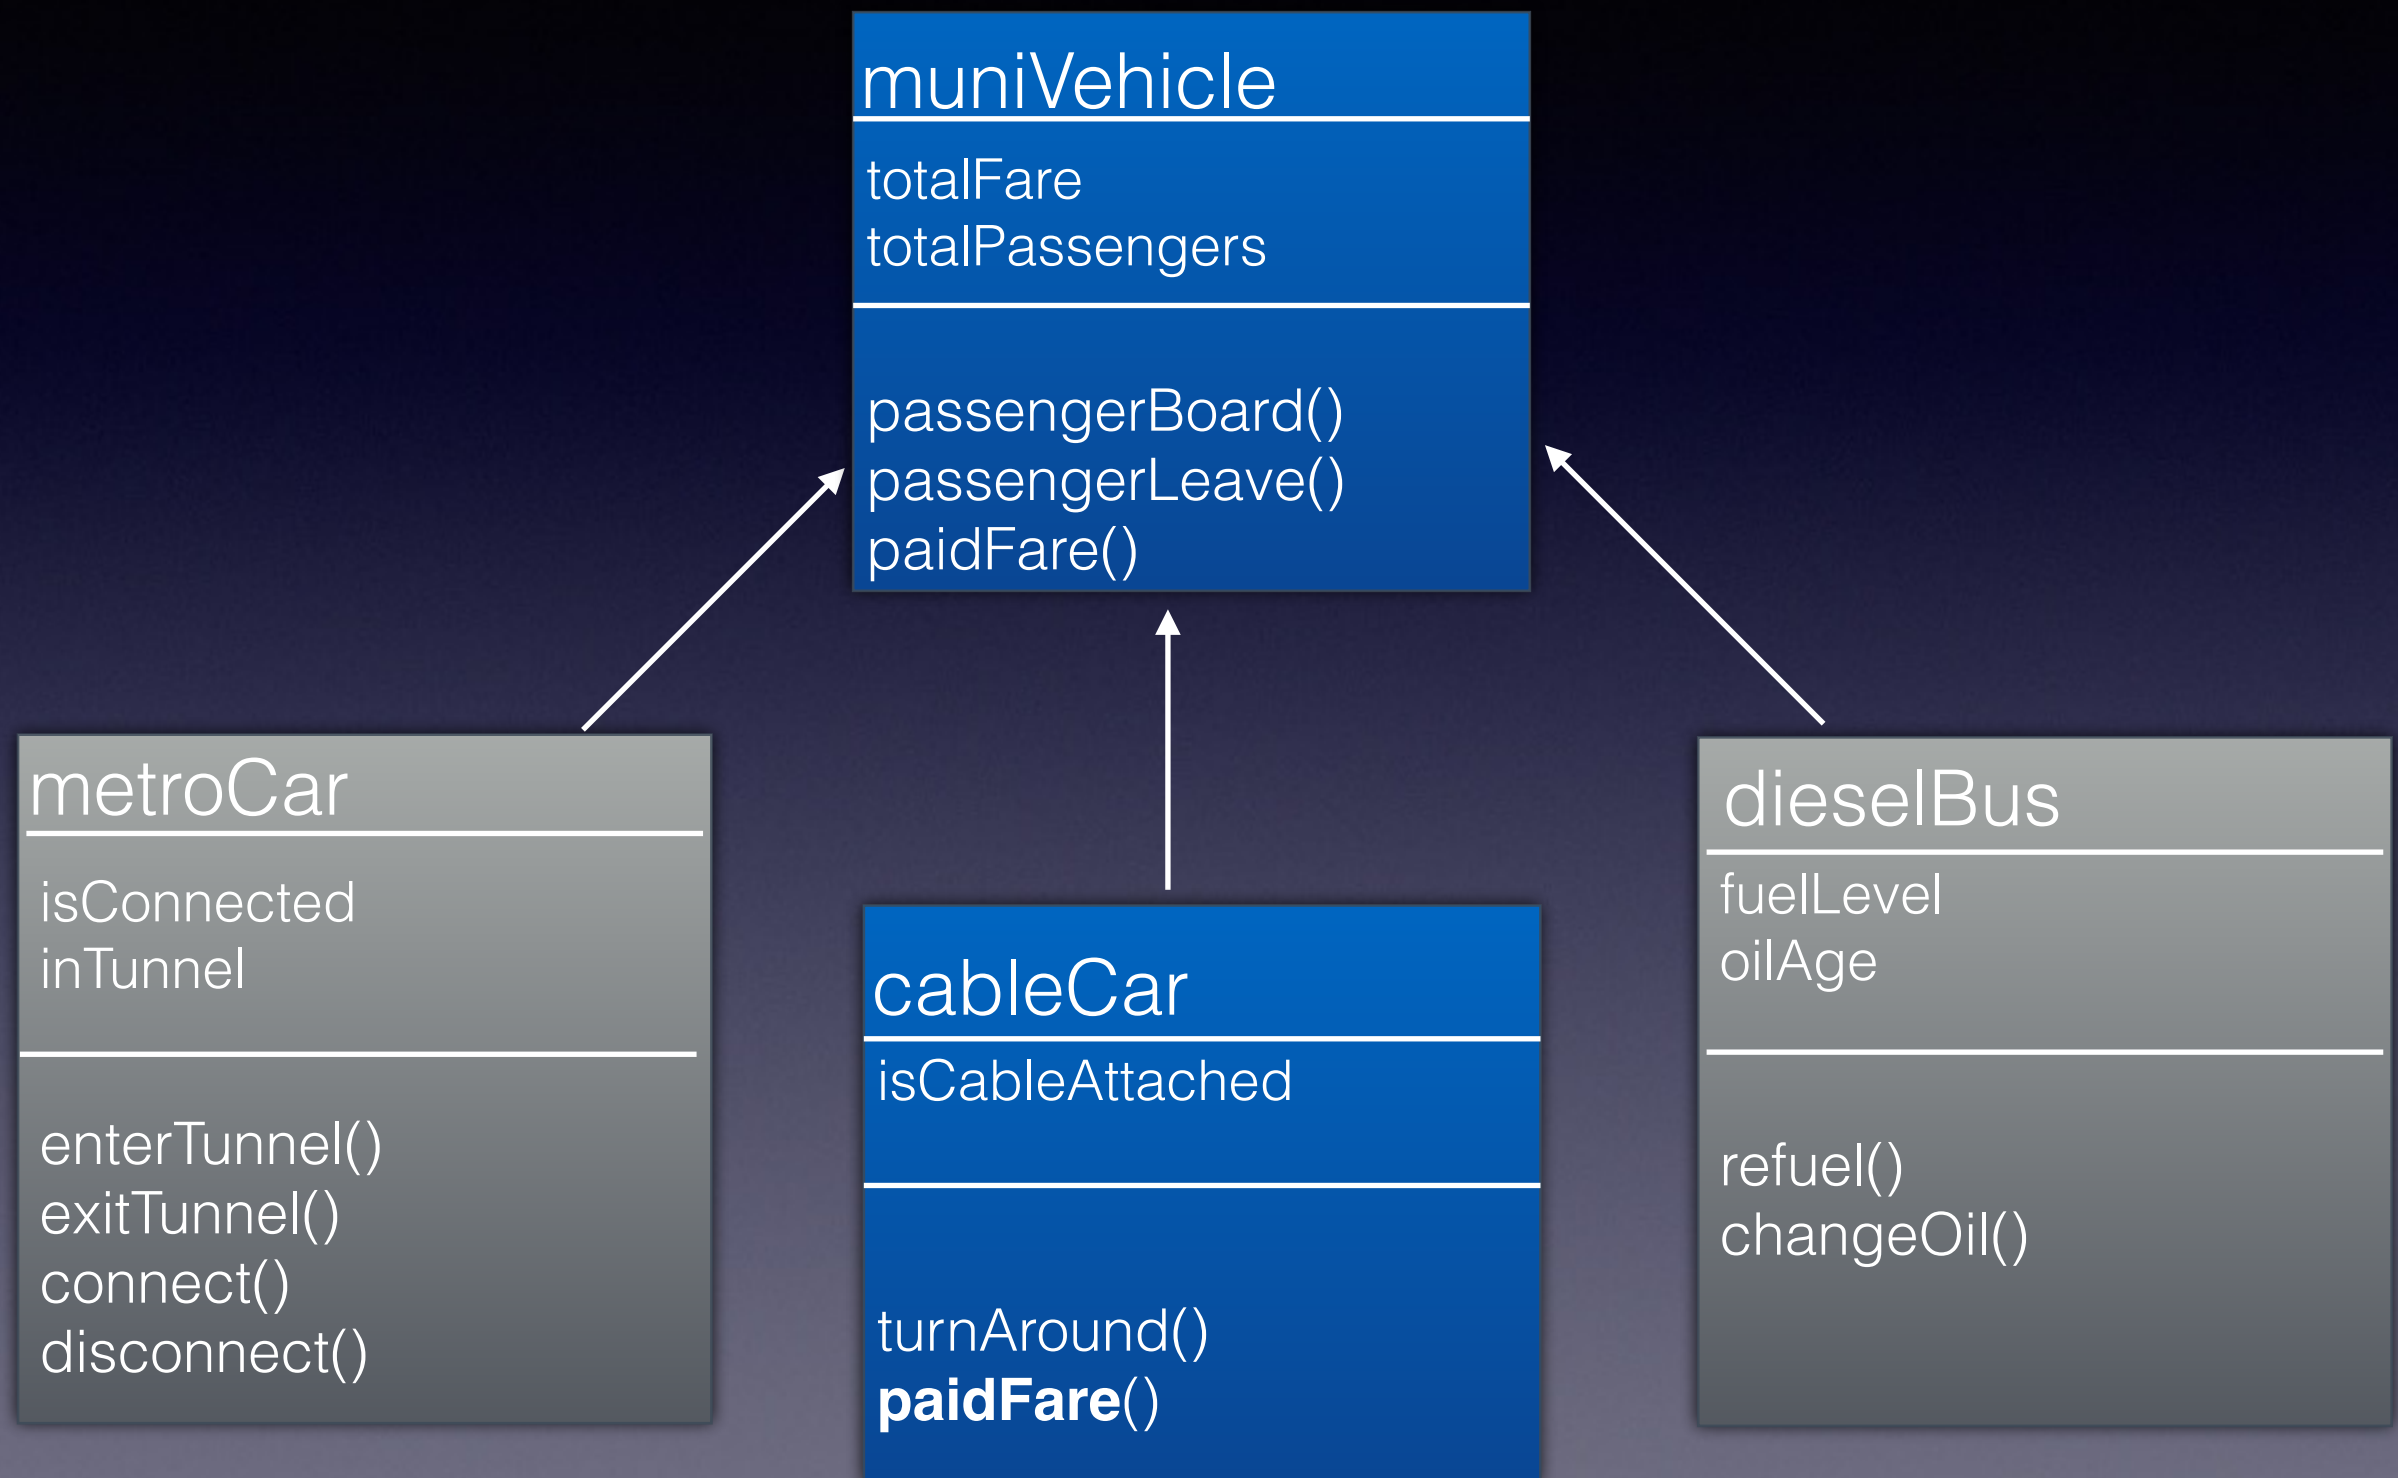 muniVehicle
totalFare
totalPassengers
passengerBoard()
passengerLeave()
paidFare()
metroCar
isConnected
inTunnel
enterTunnel()
exitTunnel()
connect()
disconnect()
cableCar
isCableAttached
turnAround()
paidFare()
dieselBus
fuelLevel
oilAge
refuel()
changeOil()